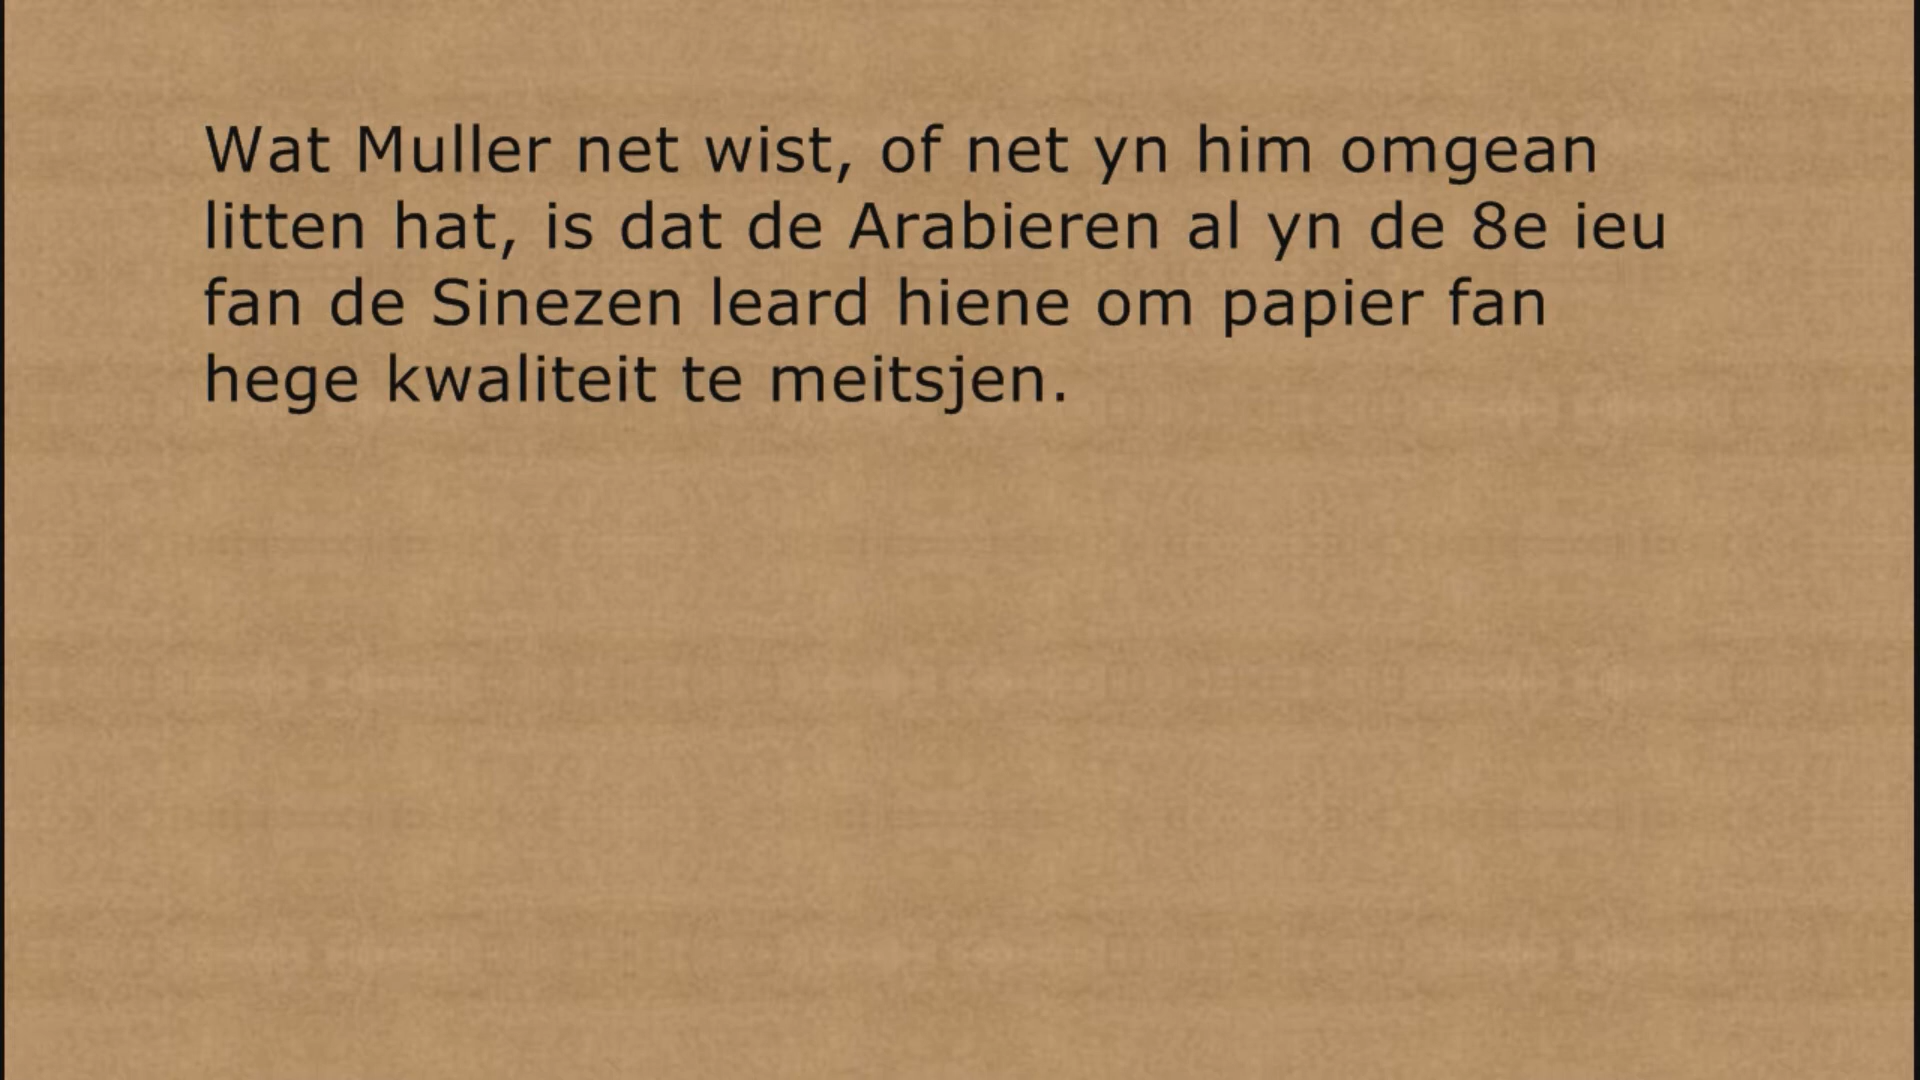 Wat Muller net wist, of net yn him omgean
litten hat, is dat de Arabieren al yn de 8e ieu
fan de Sinezen leard hiene om papier fan
hege kwaliteit te meitsjen.